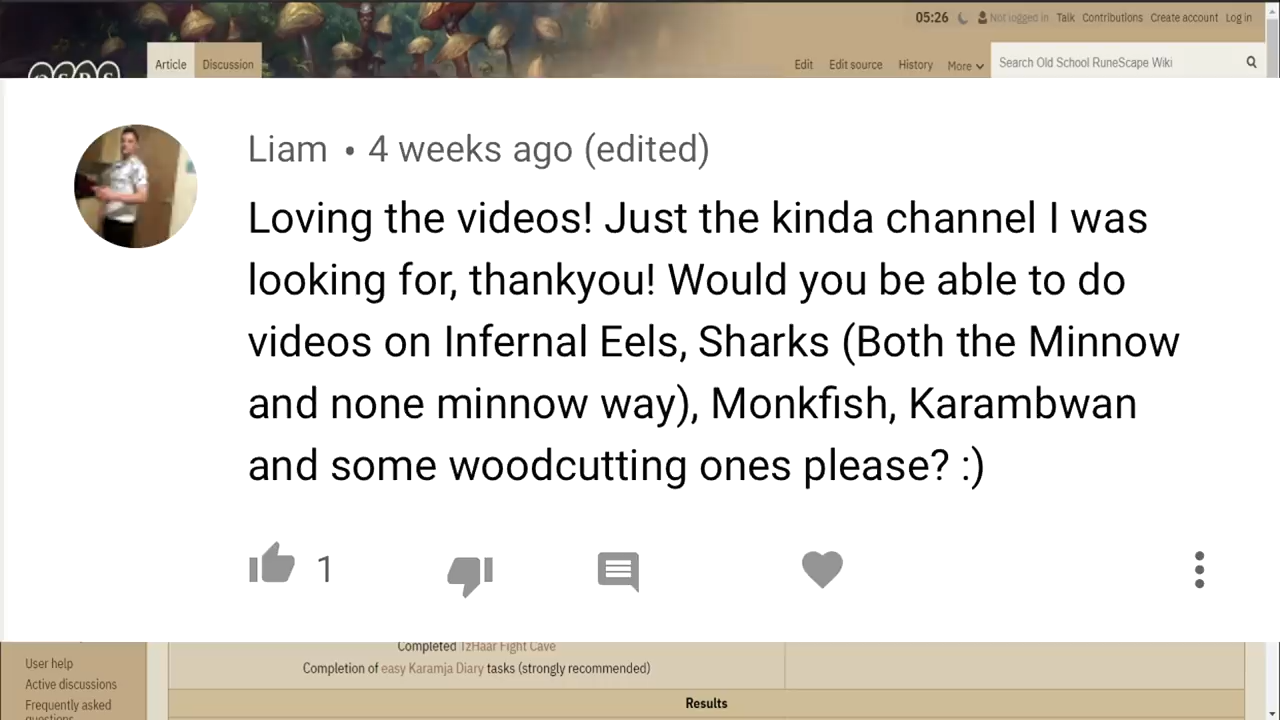 05:26 Not logged in Talk Contributions Create account Log in
Article Discussion Edit Edit source History More Search Old School RuneScape Wiki
Liam • 4 weeks ago (edited)
Loving the videos! Just the kinda channel I was
looking for, thankyou! Would you be able to do
videos on Infernal Eels, Sharks (Both the Minnow
and none minnow way), Monkfish, Karambwan
and some woodcutting ones please? :)
1
Completed TzHaar Fight Cave
User help
Completion of easy Karamja Diary tasks (strongly recommended)
Active discussions
Frequently asked
questions
Results